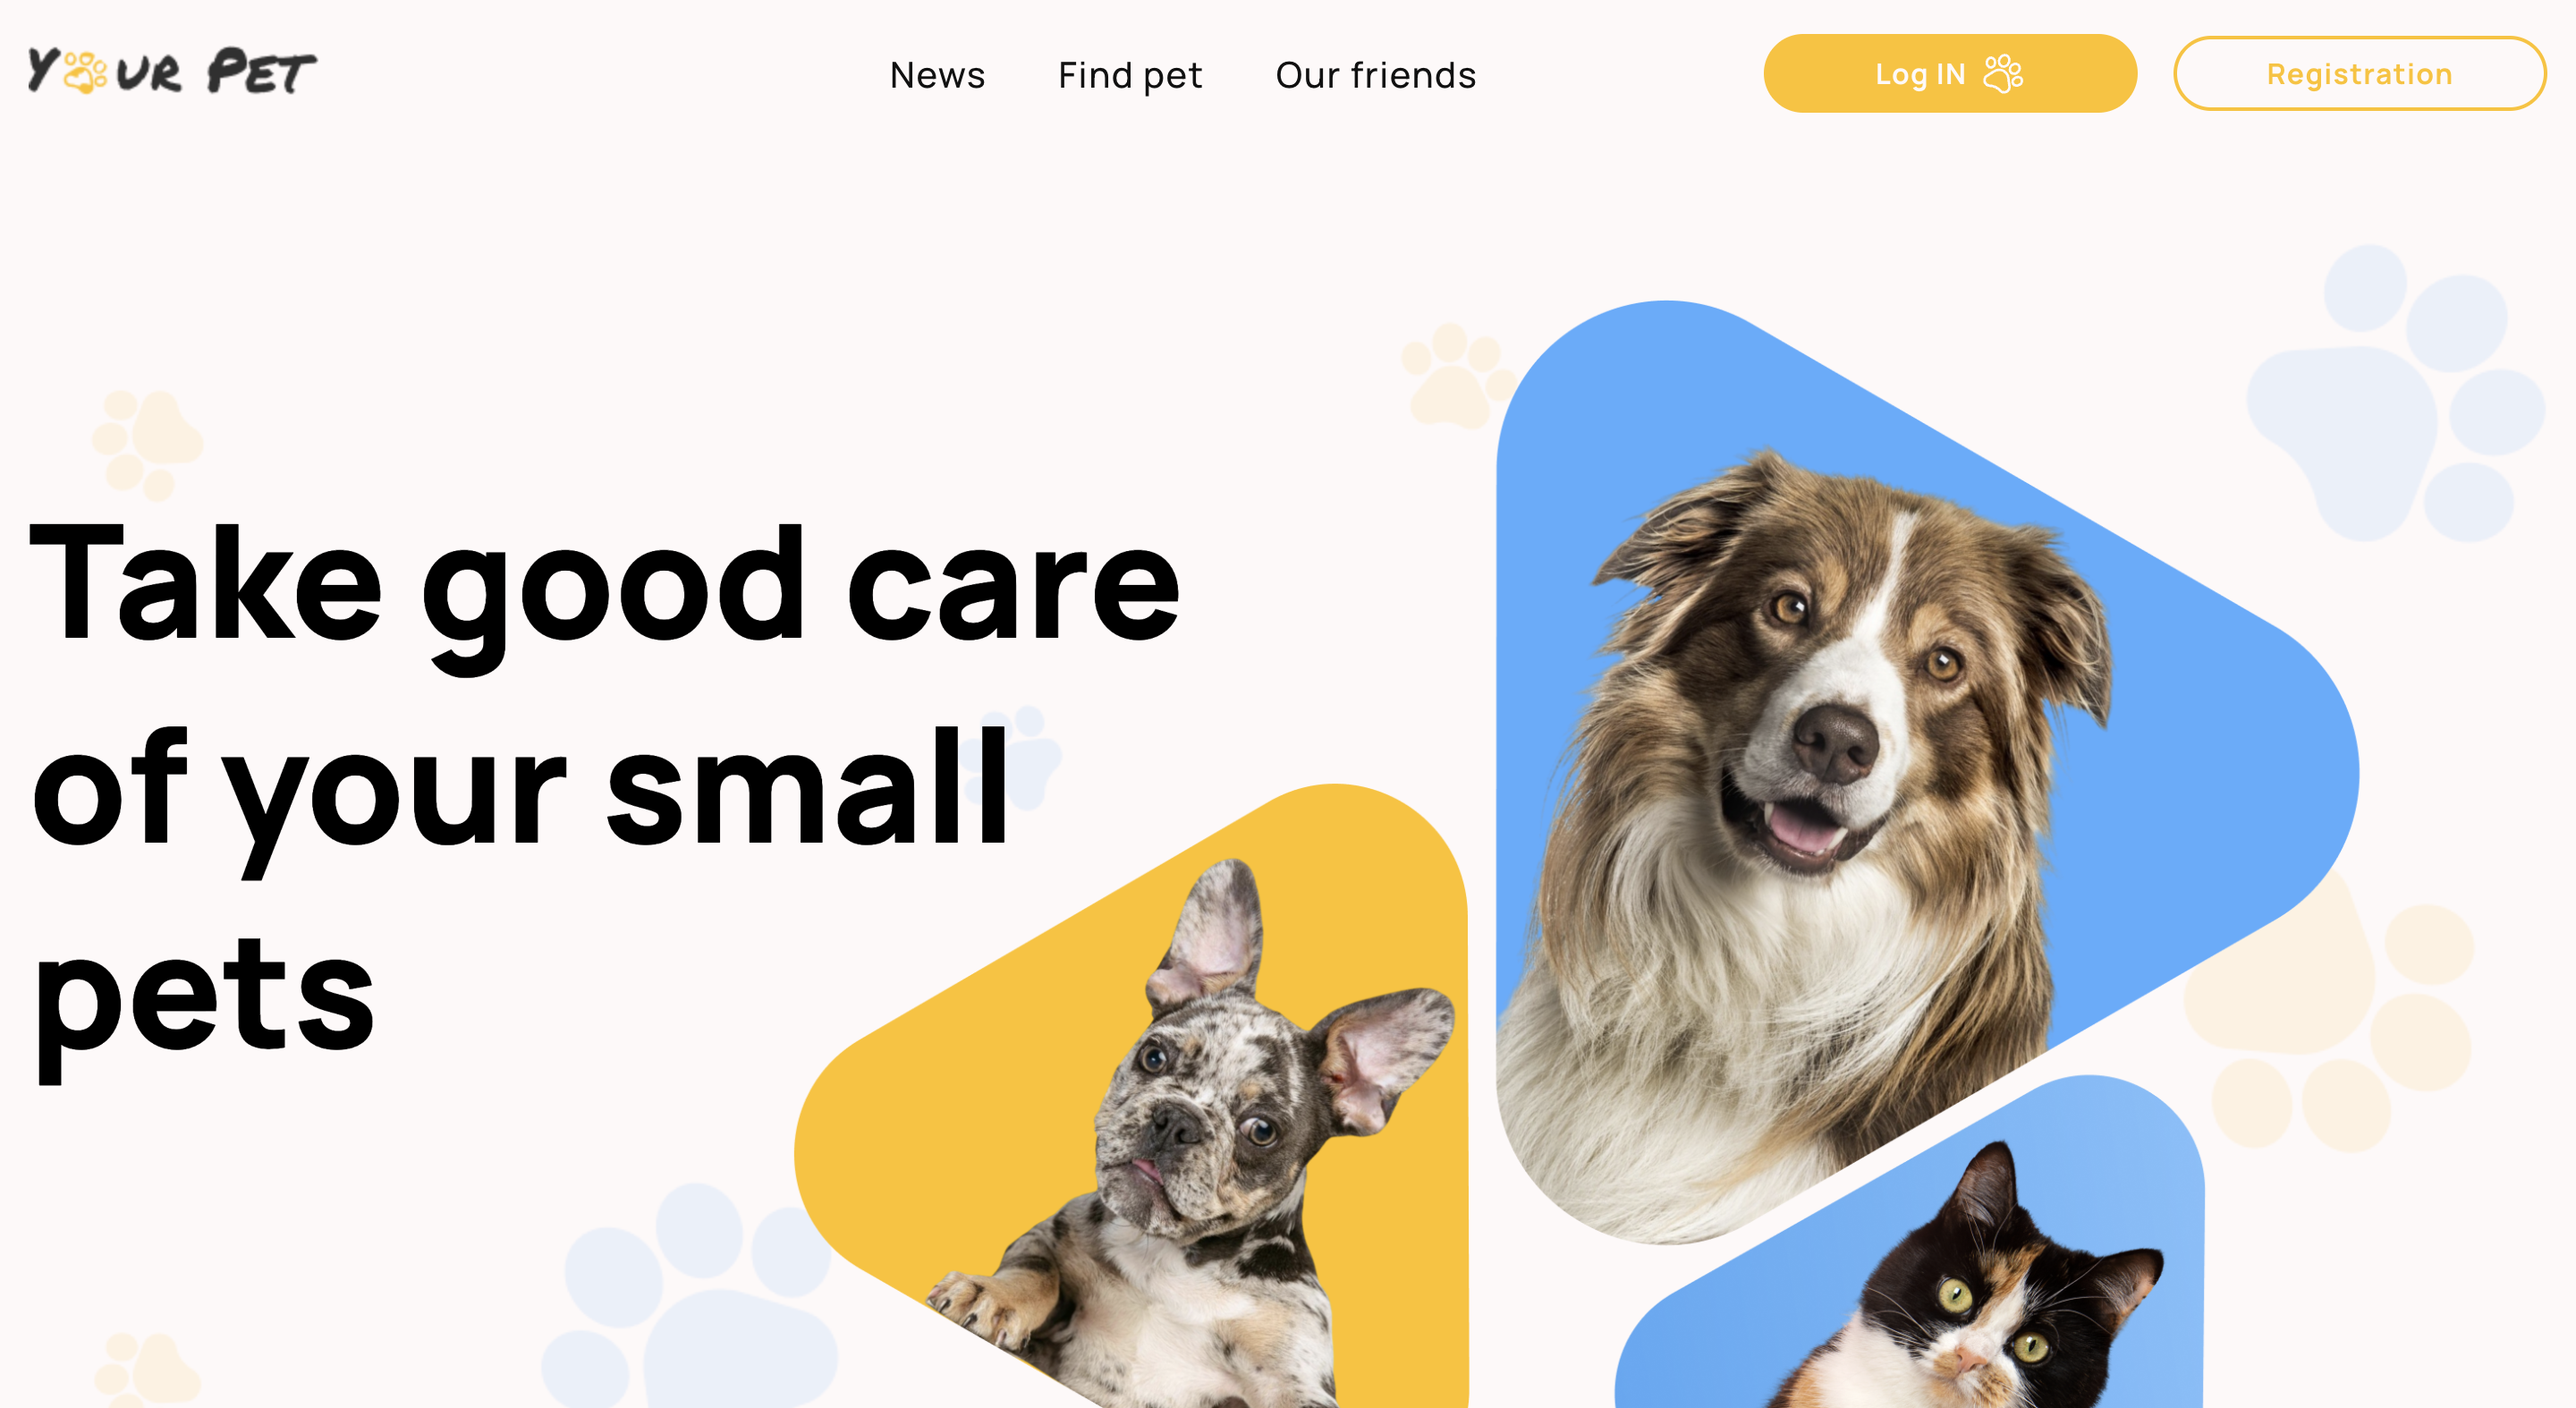 Your Pet
News
Find pet
Our friends
Log IN
Registration
Take good care
of your small
pets